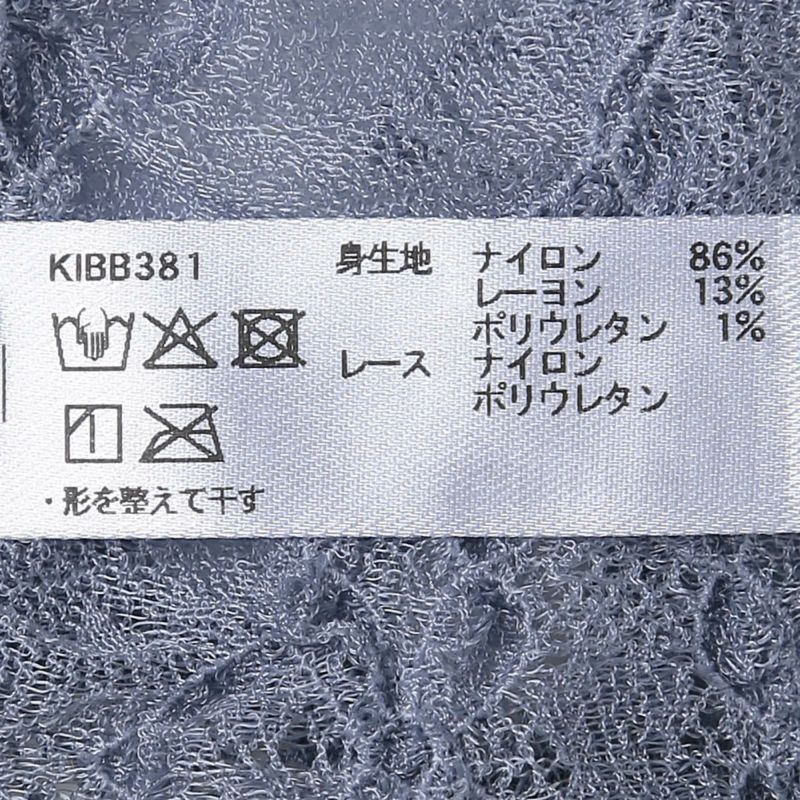 KIBB381
身生地 ナイロン 86%
レーヨン 13%
ポリウレタン 1%
レース ナイロン
ポリウレタン
・形を整えて干す